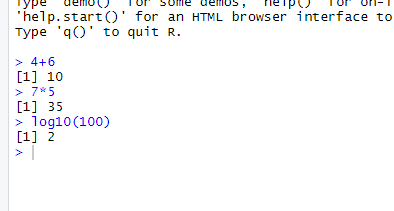 Type 'demo()' for some demos, 'help()' for on-l
'help.start()' for an HTML browser interface to
Type 'q()' to quit R.
> 4+6
[1] 10
> 7*5
[1] 35
> log10(100)
[1] 2
>